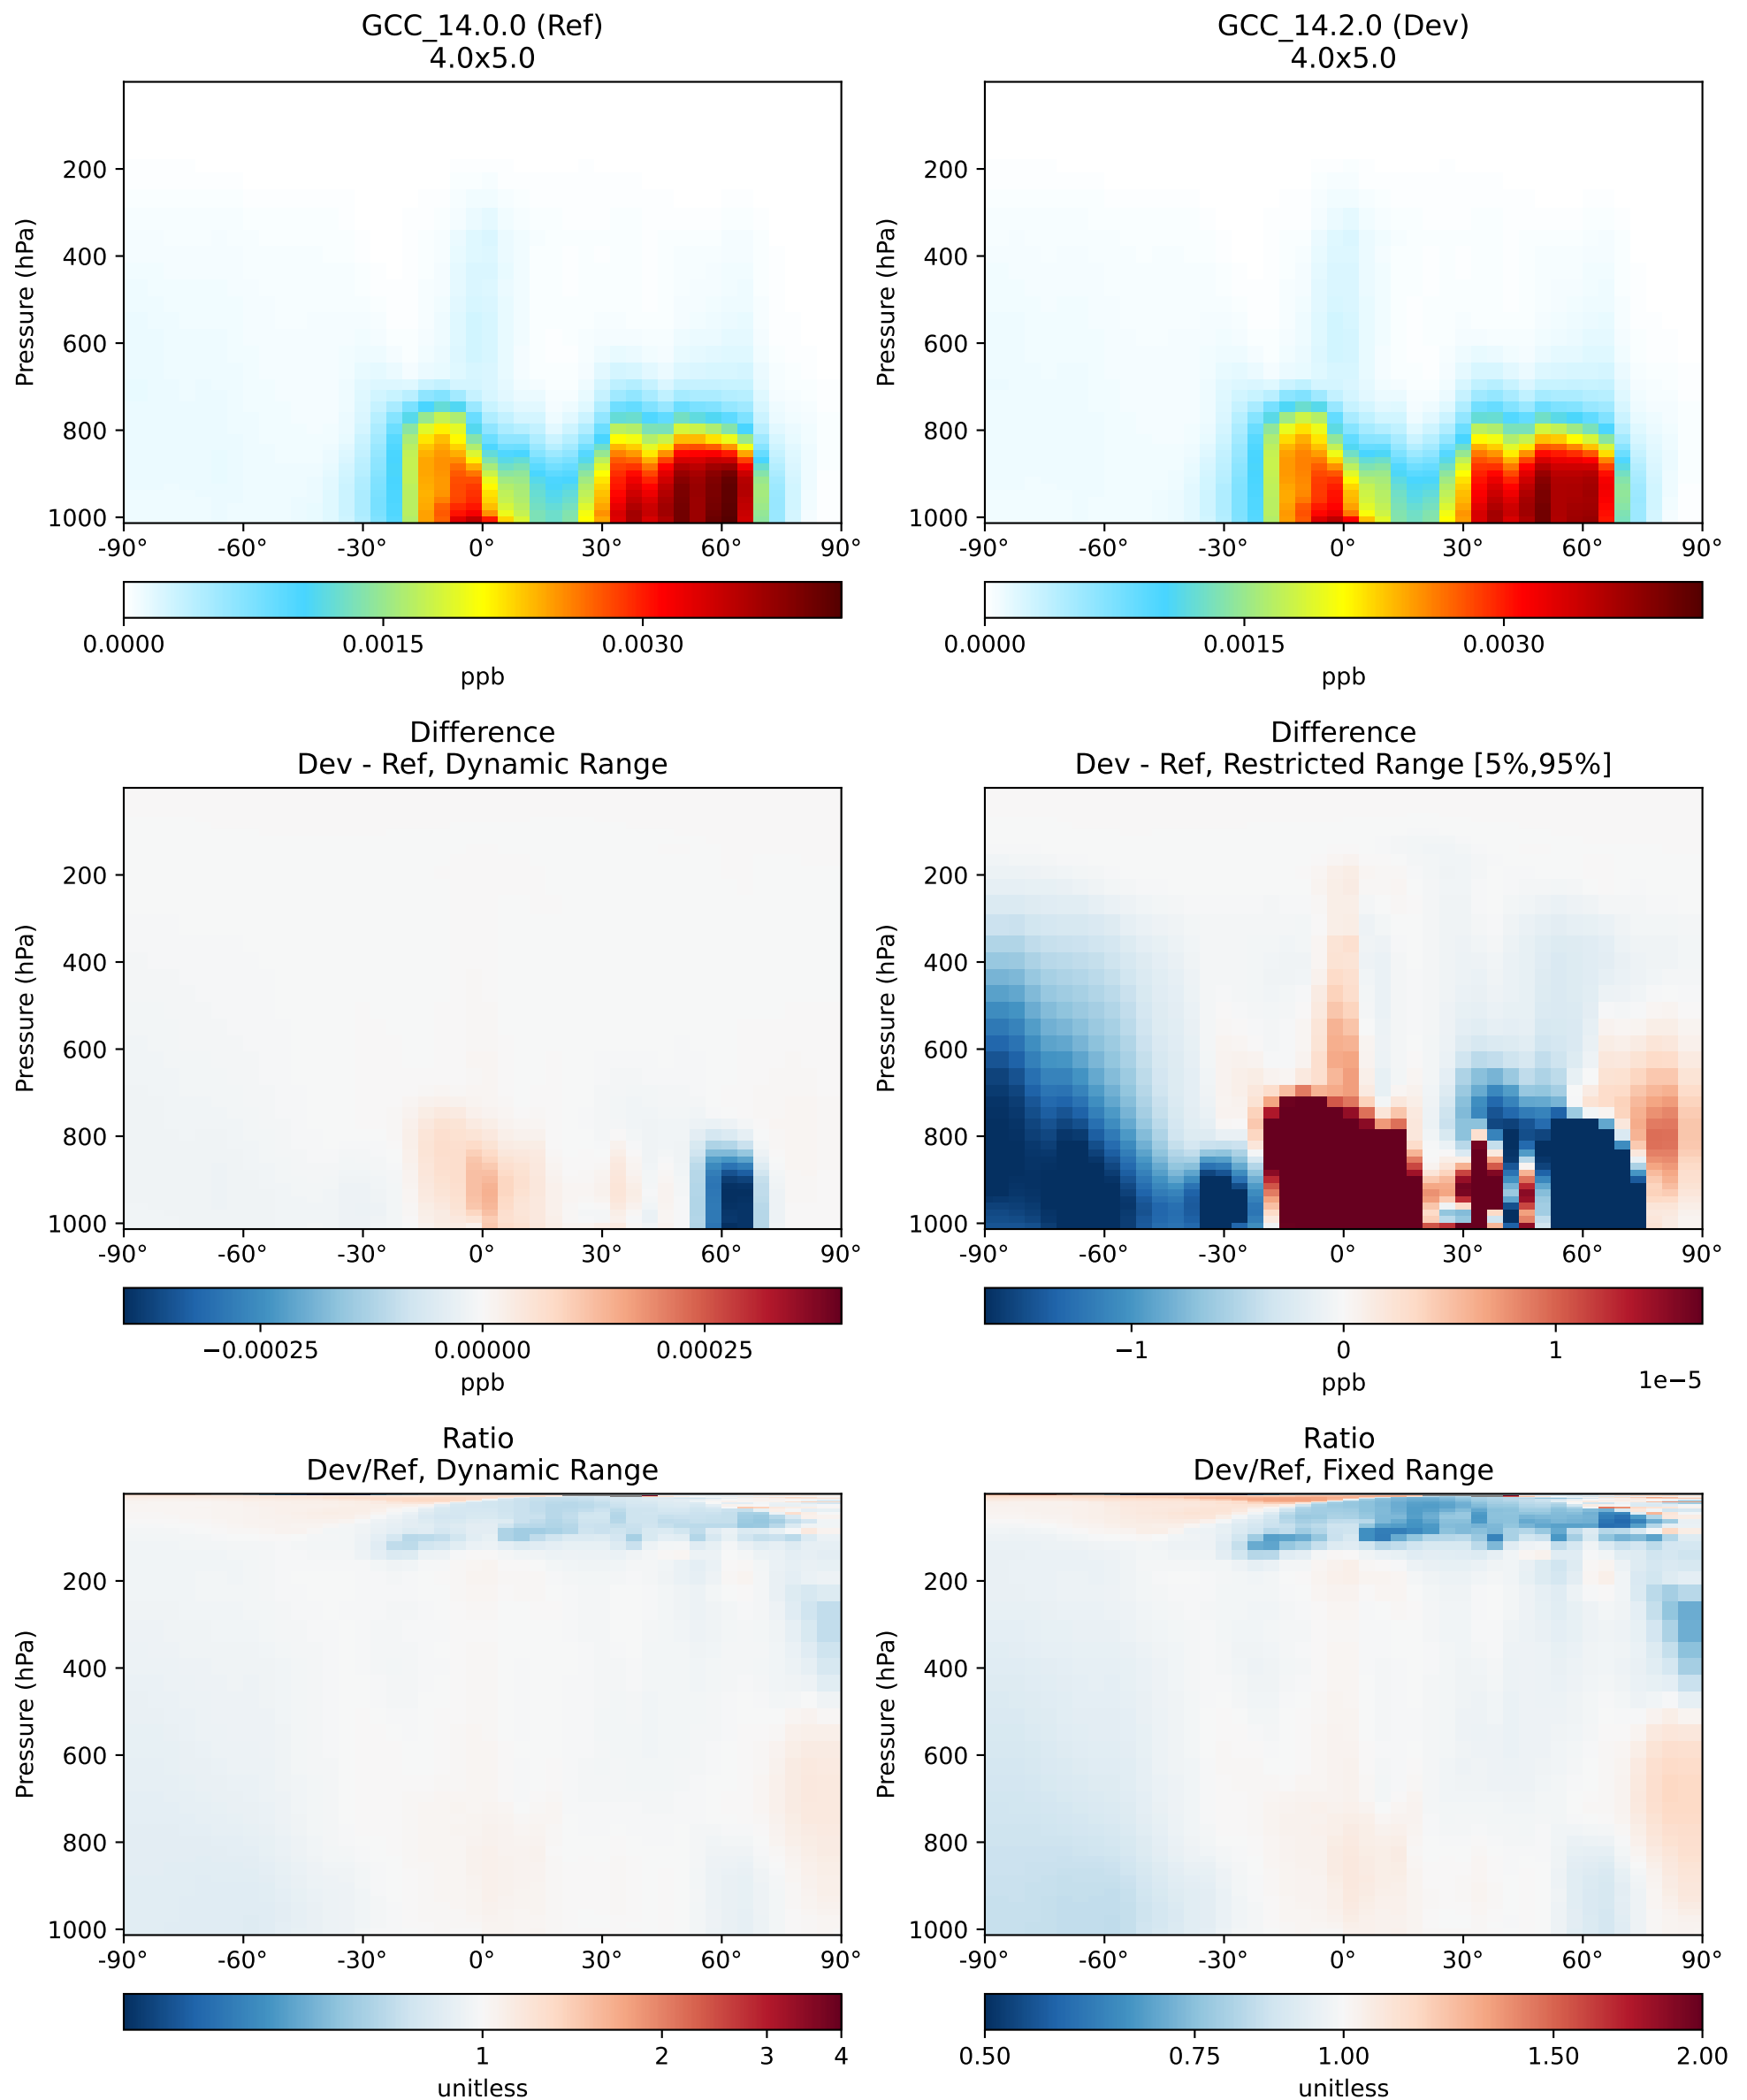 GCC_14.0.0 (Ref)
4.0x5.0
Pressure (hPa)
200
400
600
800
1000
-90° -60° -30° 0° 30° 60° 90°
0.0000 0.0015 0.0030
ppb
GCC_14.2.0 (Dev)
4.0x5.0
Pressure (hPa)
200
400
600
800
1000
-90° -60° -30° 0° 30° 60° 90°
0.0000 0.0015 0.0030
ppb
Difference
Dev - Ref, Dynamic Range
Pressure (hPa)
200
400
600
800
1000
-90° -60° -30° 0° 30° 60° 90°
−0.00025 0.00000 0.00025
ppb
Difference
Dev - Ref, Restricted Range [5%,95%]
Pressure (hPa)
200
400
600
800
1000
-90° -60° -30° 0° 30° 60° 90°
−1 0 1
ppb 1e−5
Ratio
Dev/Ref, Dynamic Range
Pressure (hPa)
200
400
600
800
1000
-90° -60° -30° 0° 30° 60° 90°
1 2 3 4
unitless
Ratio
Dev/Ref, Fixed Range
Pressure (hPa)
200
400
600
800
1000
-90° -60° -30° 0° 30° 60° 90°
0.50 0.75 1.00 1.50 2.00
unitless